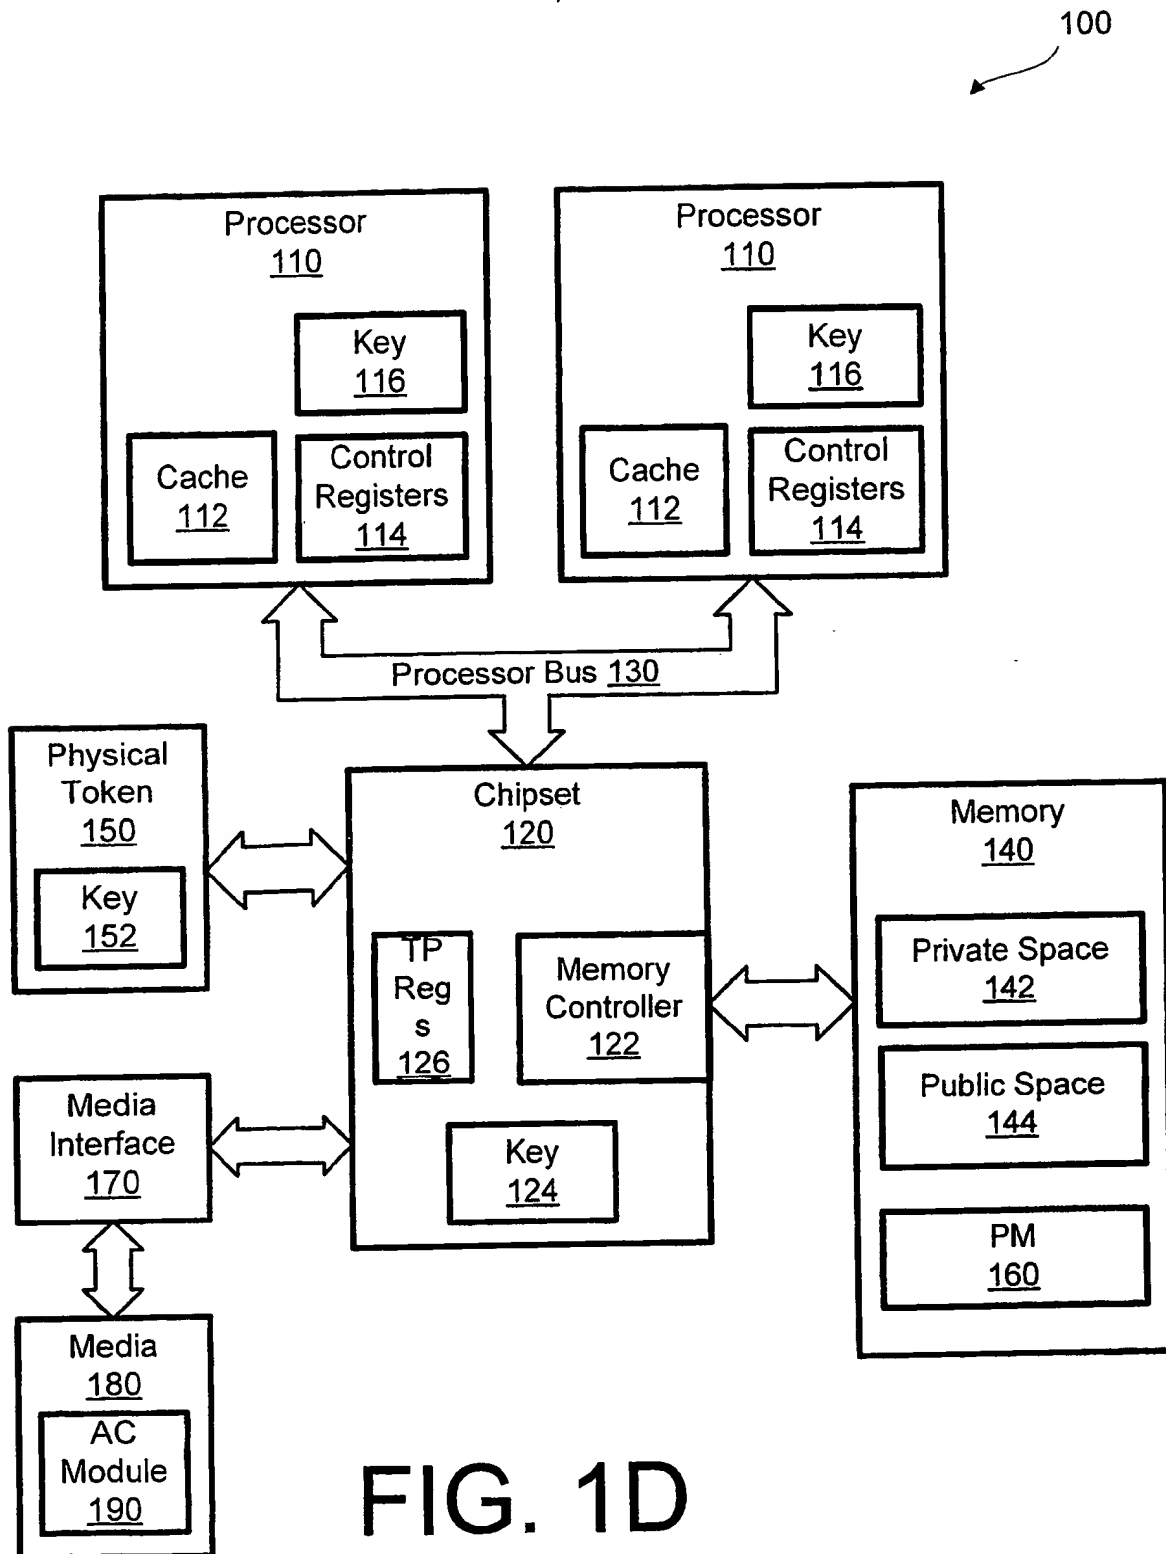 100
Processor
110
Key
116
Cache
112
Control
Registers
114
Processor
110
Key
116
Cache
112
Control
Registers
114
Processor Bus 130
Physical
Token
150
Key
152
Chipset
120
TP
Reg
s
126
Memory
Controller
122
Key
124
Memory
140
Private Space
142
Public Space
144
PM
160
Media
Interface
170
Media
180
AC
Module
190
FIG. 1D